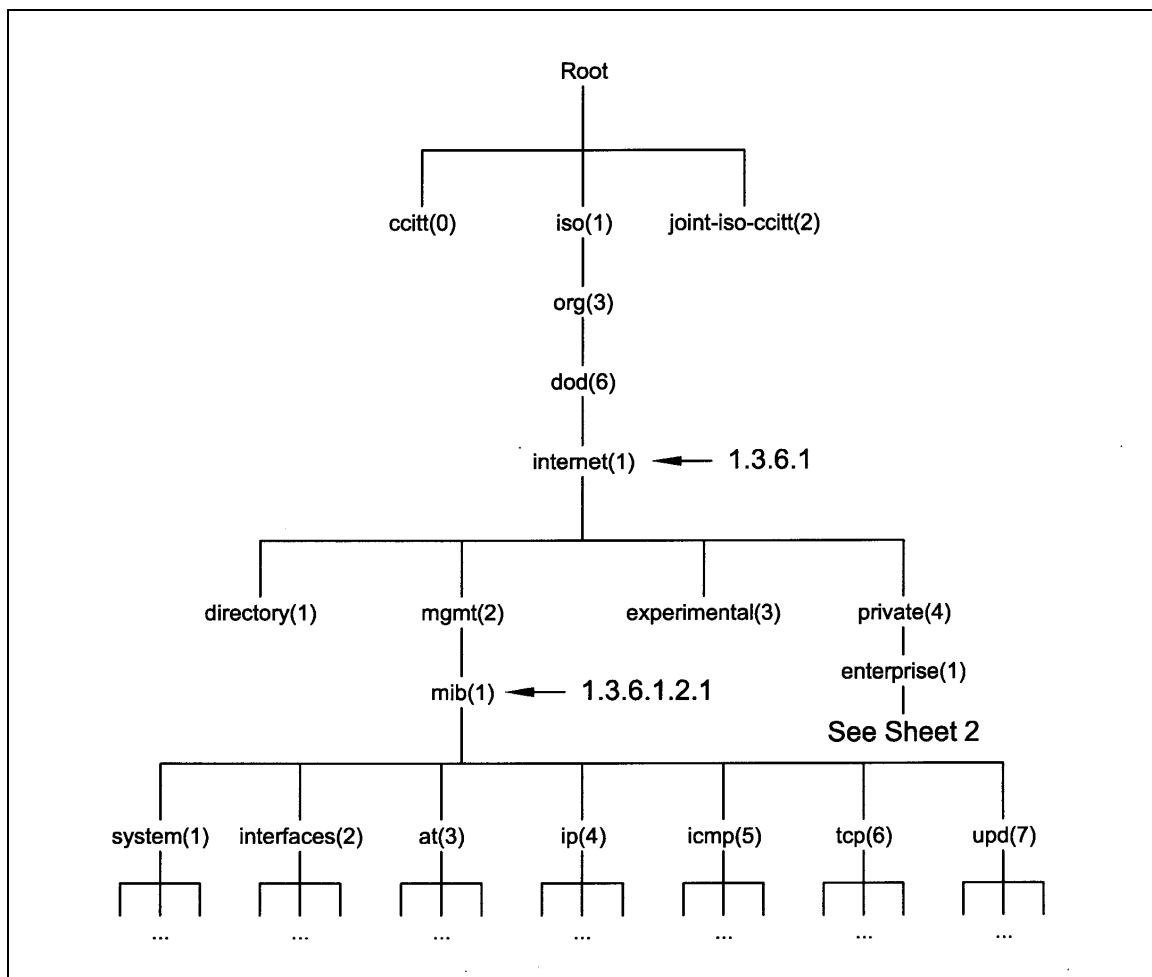 Root
ccitt(0)
iso(1)
joint-iso-ccitt(2)
org(3)
dod(6)
internet(1)
1.3.6.1
directory(1)
mgmt(2)
experimental(3)
private(4)
enterprise(1)
mib(1)
1.3.6.1.2.1
See Sheet 2
system(1)
interfaces(2)
at(3)
ip(4)
icmp(5)
tcp(6)
upd(7)
...
...
...
...
...
...
...